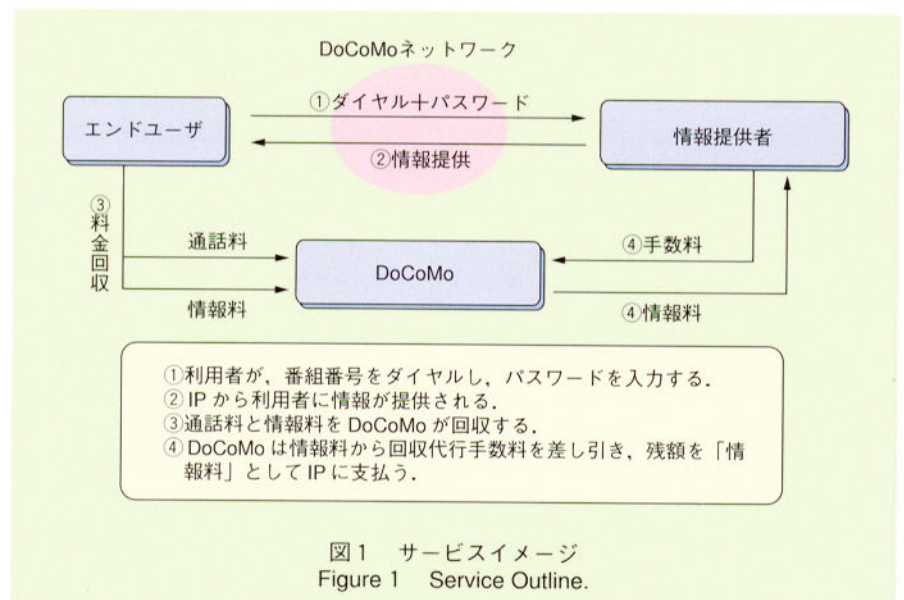 DoCoMoネットワーク
①ダイヤル＋パスワード
エンドユーザ
情報提供者
②情報提供
③料金回収
通話料
④手数料
DoCoMo
情報料
④情報料
①利用者が，番組番号をダイヤルし，パスワードを入力する．
②IPから利用者に情報が提供される．
③通話料と情報料をDoCoMoが回収する．
④DoCoMoは情報料から回収代行手数料を差し引き，残額を「情
報料」としてIPに支払う．
図1　サービスイメージ
Figure 1　Service Outline.